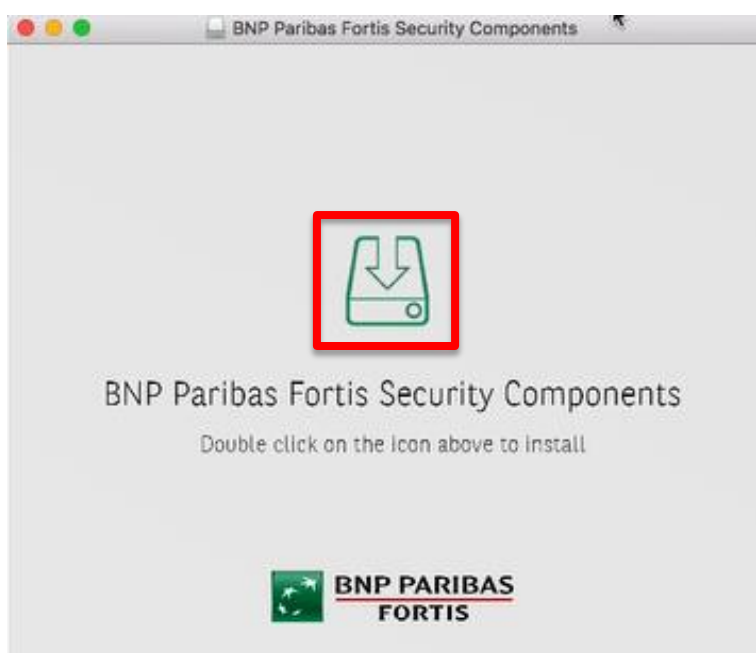 BNP Paribas Fortis Security Components
BNP Paribas Fortis Security Components
Double click on the icon above to install
BNP PARIBAS
FORTIS